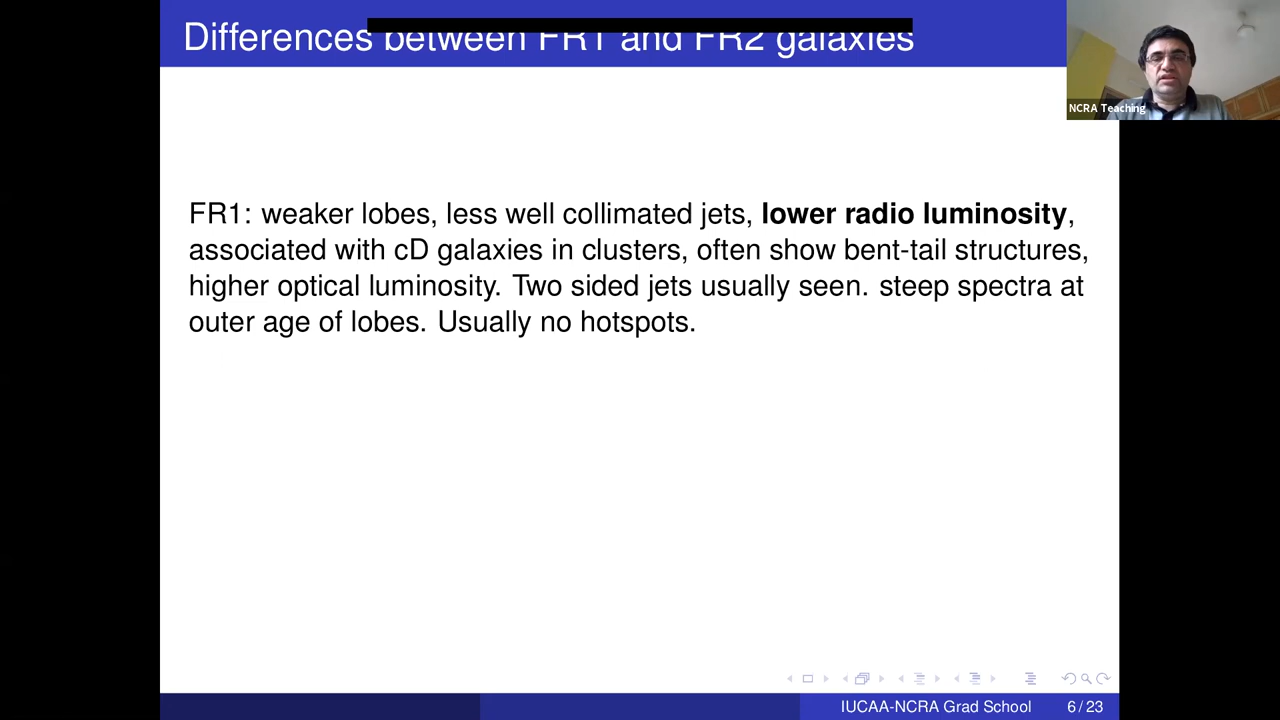 Differences between FR1 and FR2 galaxies
NCRA Teaching
FR1: weaker lobes, less well collimated jets, lower radio luminosity,
associated with cD galaxies in clusters, often show bent-tail structures,
higher optical luminosity. Two sided jets usually seen. steep spectra at
outer age of lobes. Usually no hotspots.
IUCAA-NCRA Grad School
6 / 23